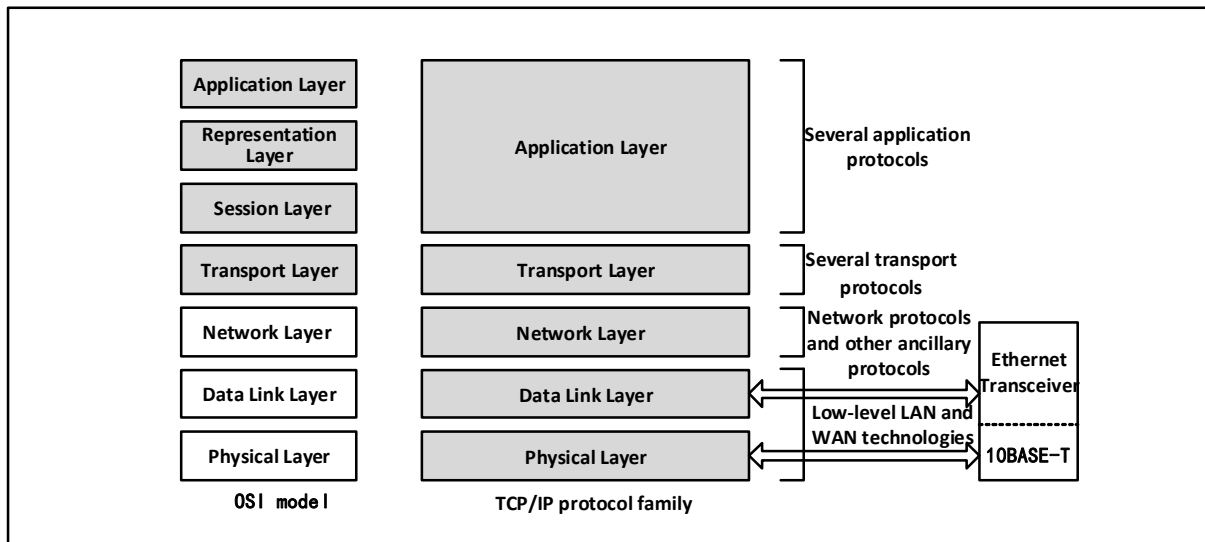 Application Layer
Representation
Layer
Session Layer
Transport Layer
Network Layer
Data Link Layer
Physical Layer
OSI model
Application Layer
Transport Layer
Network Layer
Data Link Layer
Physical Layer
TCP/IP protocol family
Several application
protocols
Several transport
protocols
Network protocols
and other ancillary
protocols
Low-level LAN and
WAN technologies
Ethernet
Transceiver
10BASE-T